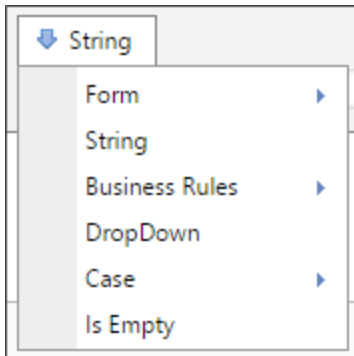 String
Form
String
Business Rules
DropDown
Case
Is Empty